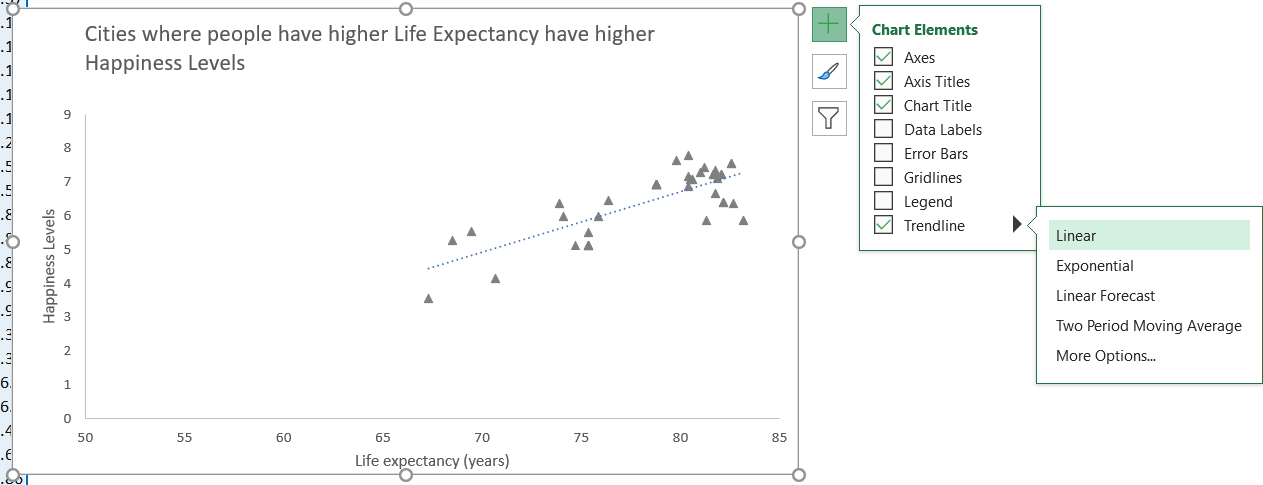 Cities where people have higher Life Expectancy have higher
Happiness Levels
9
8
7
6
5
4
3
2
1
0
Happiness Levels
50 55 60 65 70 75 80 85
Life expectancy (years)
Chart Elements
Axes
Axis Titles
Chart Title
Data Labels
Error Bars
Gridlines
Legend
Trendline
Linear
Exponential
Linear Forecast
Two Period Moving Average
More Options...